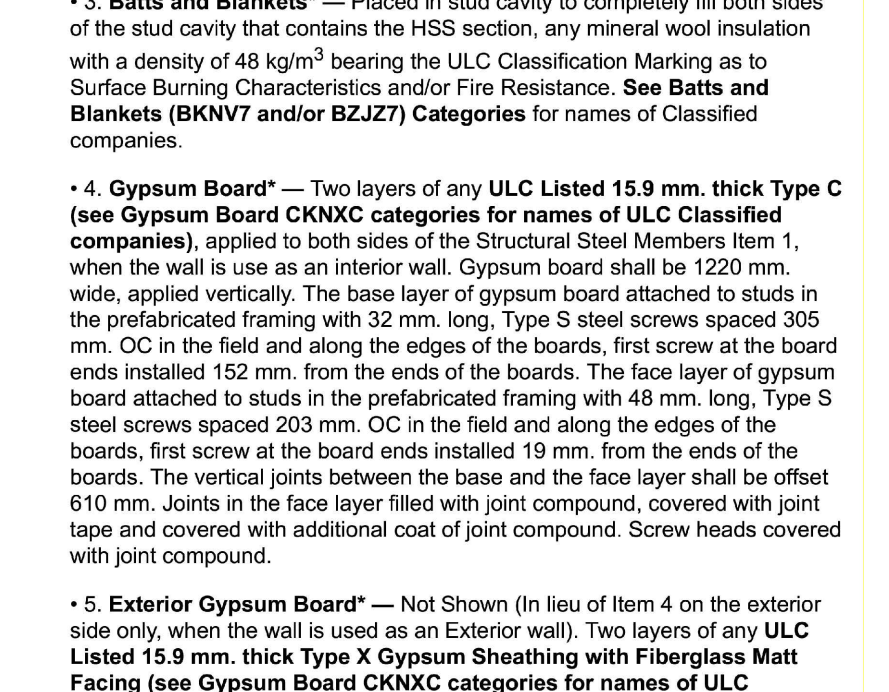 • 3. Batts and Blankets* — Placed in stud cavity to completely fill both sides
of the stud cavity that contains the HSS section, any mineral wool insulation
with a density of 48 kg/m³ bearing the ULC Classification Marking as to
Surface Burning Characteristics and/or Fire Resistance. See Batts and
Blankets (BKNV7 and/or BZJZ7) Categories for names of Classified
companies.
• 4. Gypsum Board* — Two layers of any ULC Listed 15.9 mm. thick Type C
(see Gypsum Board CKNXC categories for names of ULC Classified
companies), applied to both sides of the Structural Steel Members Item 1,
when the wall is use as an interior wall. Gypsum board shall be 1220 mm.
wide, applied vertically. The base layer of gypsum board attached to studs in
the prefabricated framing with 32 mm. long, Type S steel screws spaced 305
mm. OC in the field and along the edges of the boards, first screw at the board
ends installed 152 mm. from the ends of the boards. The face layer of gypsum
board attached to studs in the prefabricated framing with 48 mm. long, Type S
steel screws spaced 203 mm. OC in the field and along the edges of the
boards, first screw at the board ends installed 19 mm. from the ends of the
boards. The vertical joints between the base and the face layer shall be offset
610 mm. Joints in the face layer filled with joint compound, covered with joint
tape and covered with additional coat of joint compound. Screw heads covered
with joint compound.
• 5. Exterior Gypsum Board* — Not Shown (In lieu of Item 4 on the exterior
side only, when the wall is used as an Exterior wall). Two layers of any ULC
Listed 15.9 mm. thick Type X Gypsum Sheathing with Fiberglass Matt
Facing (see Gypsum Board CKNXC categories for names of ULC